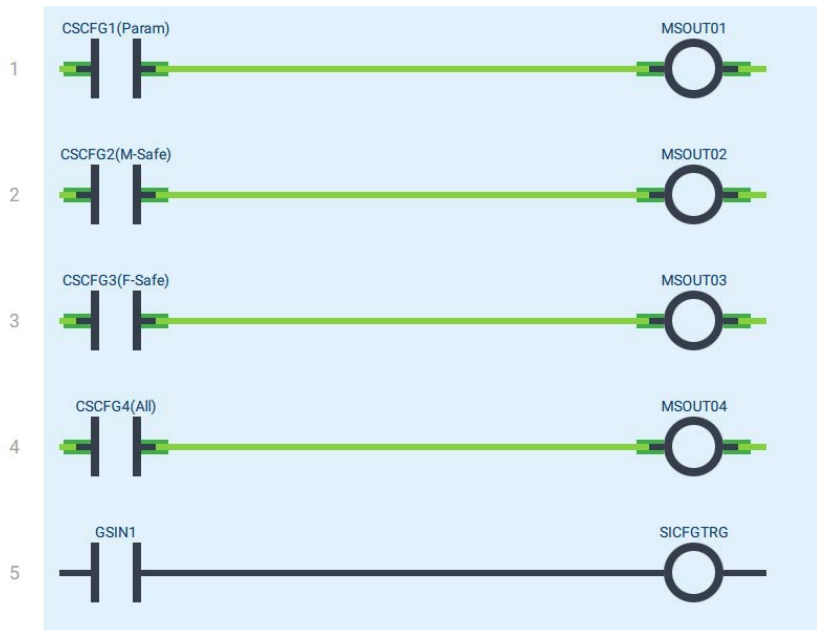 CSCFG1(Param) MSOUT01
1
CSCFG2(M-Safe) MSOUT02
2
CSCFG3(F-Safe) MSOUT03
3
CSCFG4(All) MSOUT04
4
GSIN1 SICFGTRG
5